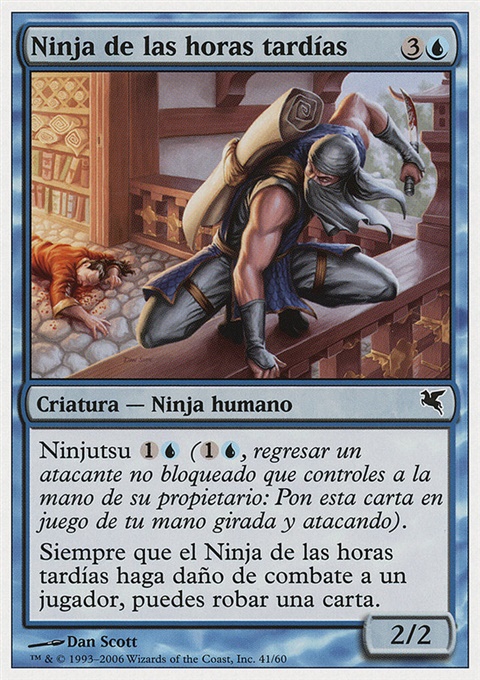 Ninja de las horas tardías 3
Criatura — Ninja humano
Ninjutsu 1 (1, regresar un
atacante no bloqueado que controles a la
mano de su propietario: Pon esta carta en
juego de tu mano girada y atacando).
Siempre que el Ninja de las horas
tardías haga daño de combate a un
jugador, puedes robar una carta.
2/2
Dan Scott
™ & © 1993–2006 Wizards of the Coast, Inc. 41/60